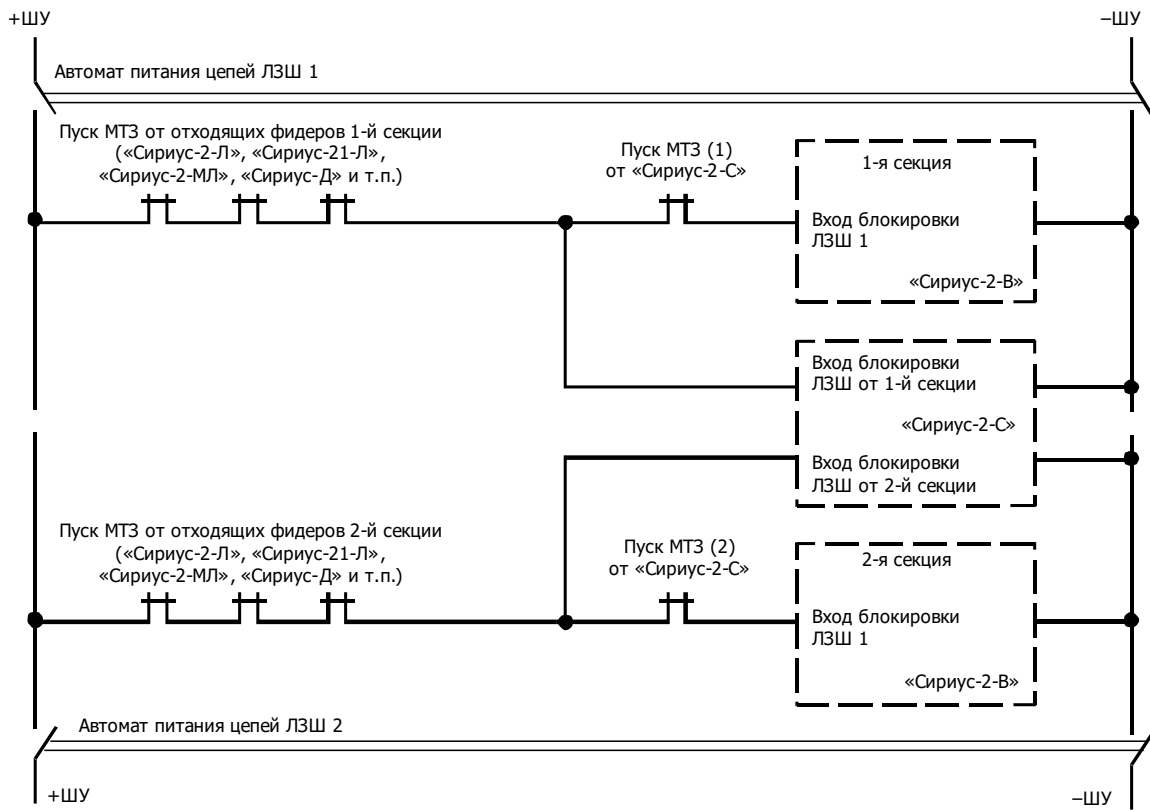 +ШУ
–ШУ
Автомат питания цепей ЛЗШ 1
Пуск МТЗ от отходящих фидеров 1-й секции
(«Сириус-2-Л», «Сириус-21-Л»,
«Сириус-2-МЛ», «Сириус-Д» и т.п.)
Пуск МТЗ (1)
от «Сириус-2-С»
1-я секция
Вход блокировки
ЛЗШ 1
«Сириус-2-В»
Вход блокировки
ЛЗШ от 1-й секции
«Сириус-2-С»
Вход блокировки
ЛЗШ от 2-й секции
Пуск МТЗ от отходящих фидеров 2-й секции
(«Сириус-2-Л», «Сириус-21-Л»,
«Сириус-2-МЛ», «Сириус-Д» и т.п.)
Пуск МТЗ (2)
от «Сириус-2-С»
2-я секция
Вход блокировки
ЛЗШ 1
«Сириус-2-В»
Автомат питания цепей ЛЗШ 2
+ШУ
–ШУ